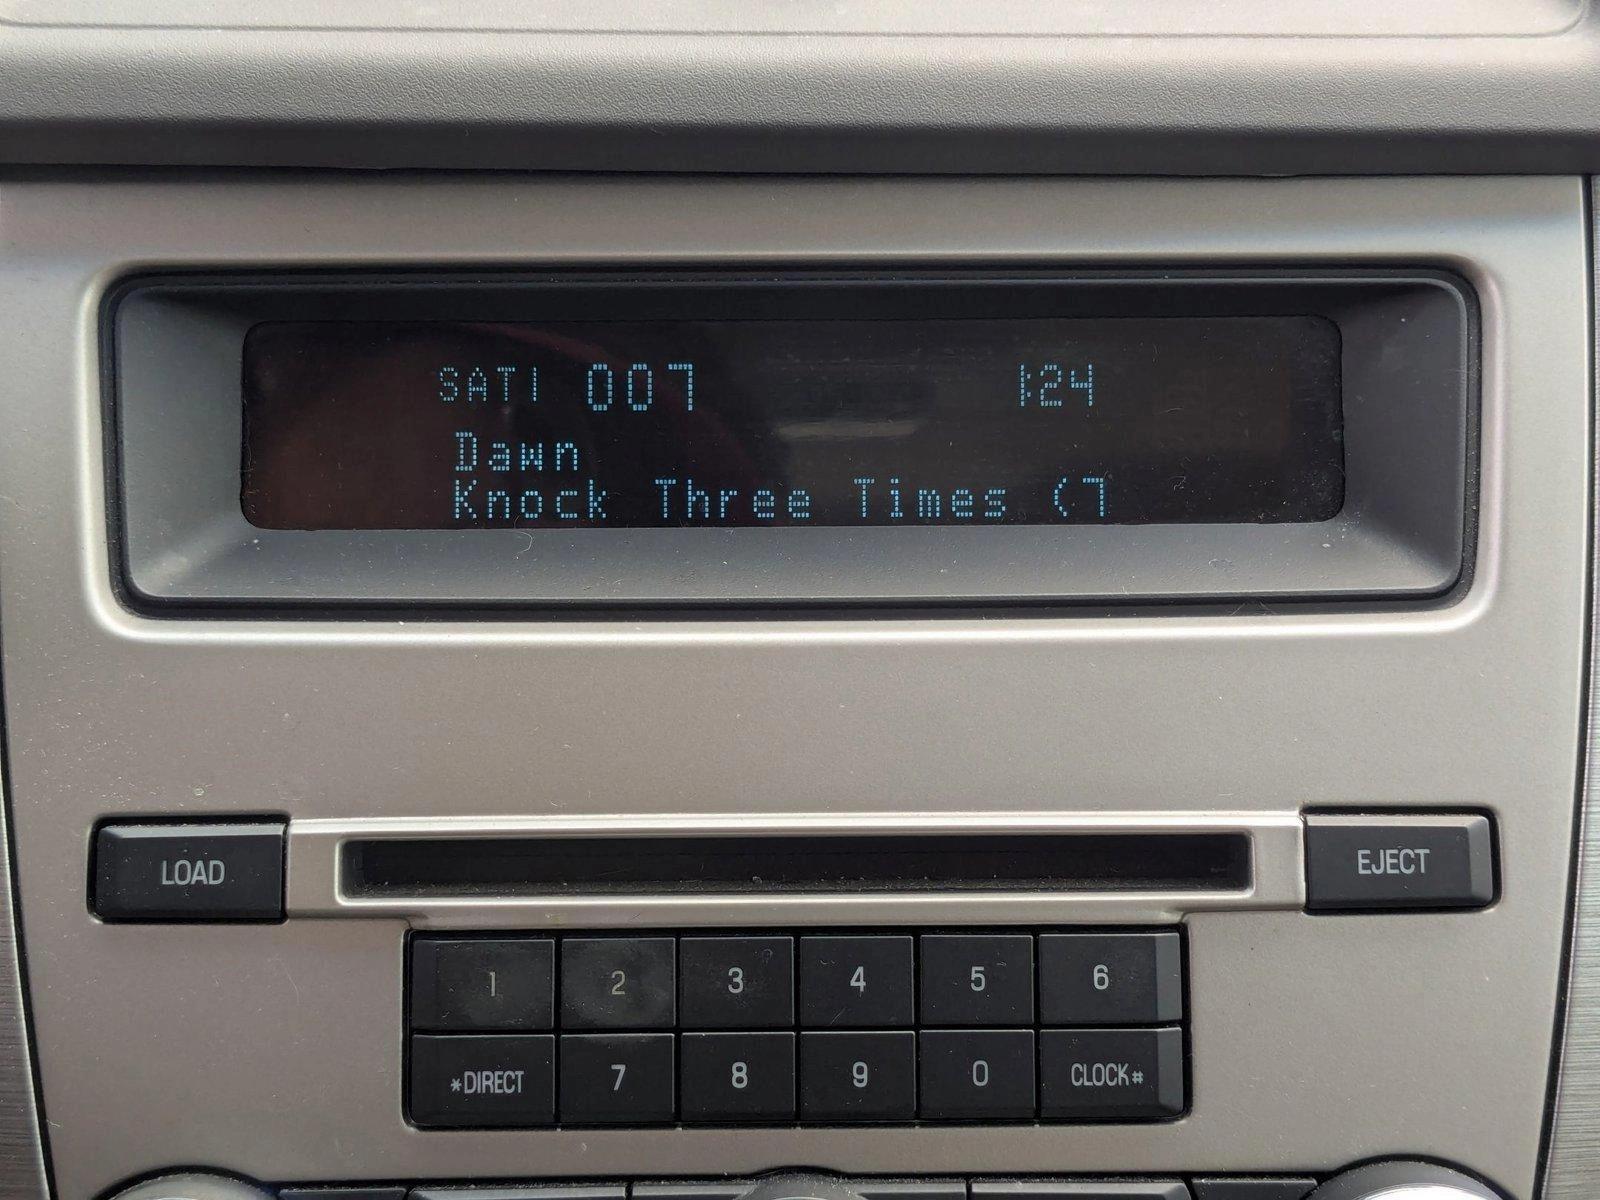 SAT1 007 1:24
Dawn
Knock Three Times (7
LOAD EJECT
1 2 3 4 5 6
*DIRECT 7 8 9 0 CLOCK#